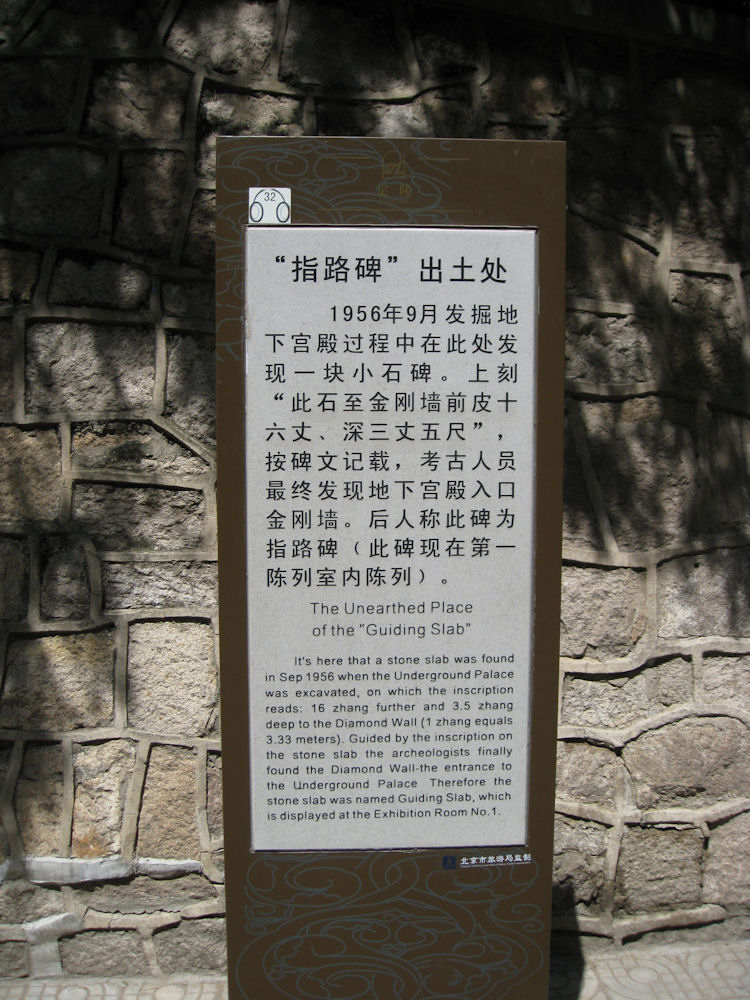 32
“指路碑”出土处
1956年9月发掘地
下宫殿过程中在此处发
现一块小石碑。上刻
“此石至金刚墙前皮十
六丈、深三丈五尺”，
按碑文记载，考古人员
最终发现地下宫殿入口
金刚墙。后人称此碑为
指路碑（此碑现在第一
陈列室内陈列）。
The Unearthed Place
of the "Guiding Slab"
It's here that a stone slab was found
in Sep 1956 when the Underground Palace
was excavated, on which the inscription
reads: 16 zhang further and 3.5 zhang
deep to the Diamond Wall (1 zhang equals
3.33 meters). Guided by the inscription on
the stone slab the archeologists finally
found the Diamond Wall-the entrance to
the Underground Palace Therefore the
stone slab was named Guiding Slab, which
is displayed at the Exhibition Room No.1.
北京市旅游局监制